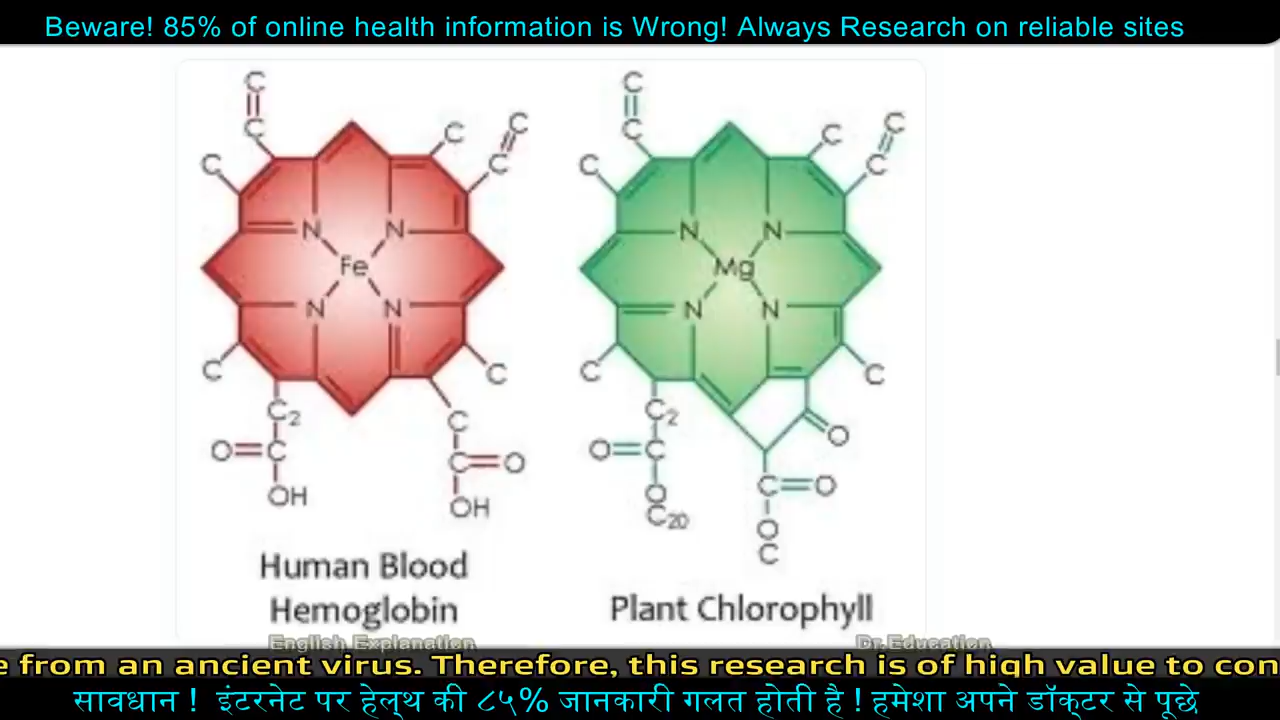 Beware! 85% of online health information is Wrong! Always Research on reliable sites
C C
C C C C C C
C C
N N N N
Fe Mg
N N N N
C C C C
C2 C C2 O
O=C C=O O=C C=O
OH OH O O
C20 C
Human Blood Plant Chlorophyll
Hemoglobin
English Explanation Dr.Education
e from an ancient virus. Therefore, this research is of high value to con
सावधान ! इंटरनेट पर हेल्थ की ८५% जानकारी गलत होती है ! हमेशा अपने डॉक्टर से पूछे